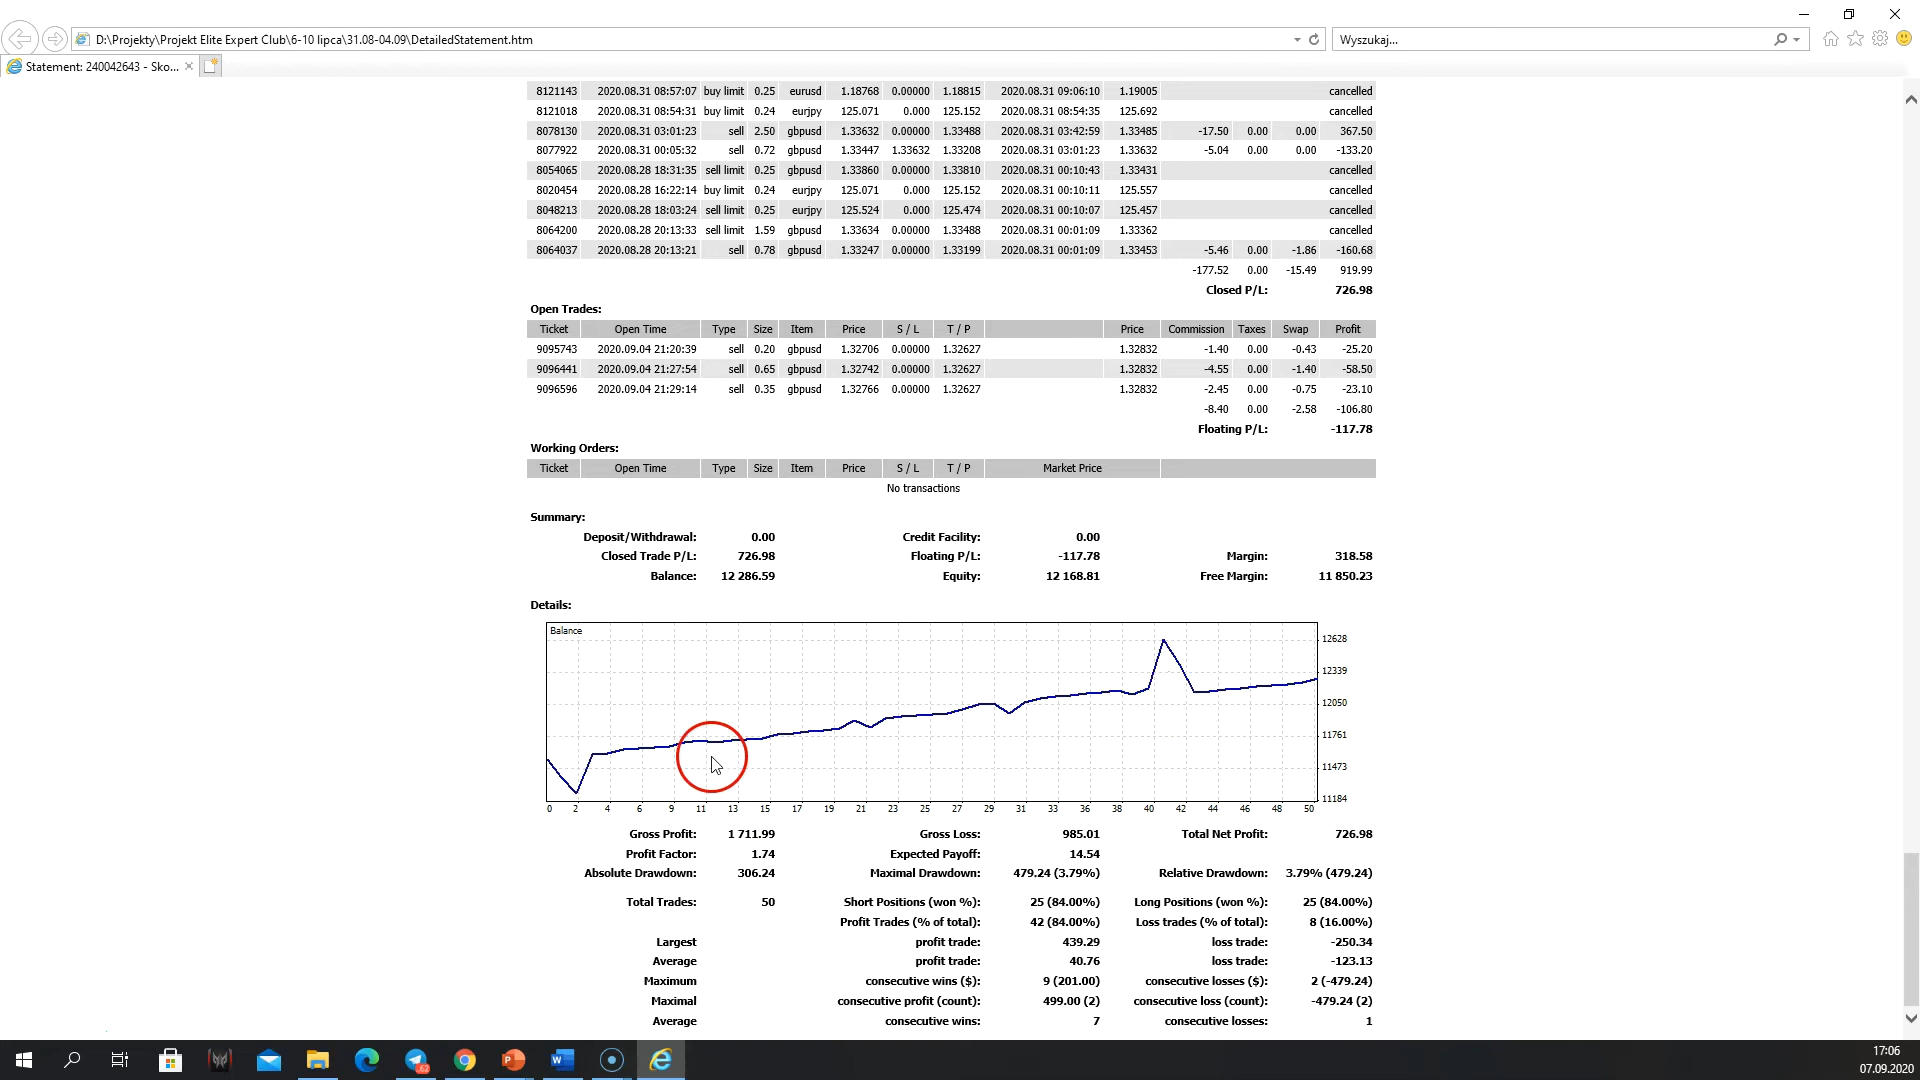 D:\Projekty\Projekt Elite Expert Club\6-10 lipca\31.08-04.09\DetailedStatement.htm
Wyszukaj...
Statement: 240042643 - Sko...
8121143 2020.08.31 08:57:07 buy limit 0.25 eurusd 1.18768 0.00000 1.18815 2020.08.31 09:06:10 1.19005 cancelled
8121018 2020.08.31 08:54:31 buy limit 0.24 eurjpy 125.071 0.000 125.152 2020.08.31 08:54:35 125.692 cancelled
8078130 2020.08.31 03:01:23 sell 2.50 gbpusd 1.33632 0.00000 1.33488 2020.08.31 03:42:59 1.33485 -17.50 0.00 0.00 367.50
8077922 2020.08.31 00:05:32 sell 0.72 gbpusd 1.33447 1.33632 1.33208 2020.08.31 03:01:23 1.33632 -5.04 0.00 0.00 -133.20
8054065 2020.08.28 18:31:35 sell limit 0.25 gbpusd 1.33860 0.00000 1.33810 2020.08.31 00:10:43 1.33431 cancelled
8020454 2020.08.28 16:22:14 buy limit 0.24 eurjpy 125.071 0.000 125.152 2020.08.31 00:10:11 125.557 cancelled
8048213 2020.08.28 18:03:24 sell limit 0.25 eurjpy 125.524 0.000 125.474 2020.08.31 00:10:07 125.457 cancelled
8064200 2020.08.28 20:13:33 sell limit 1.59 gbpusd 1.33634 0.00000 1.33488 2020.08.31 00:01:09 1.33362 cancelled
8064037 2020.08.28 20:13:21 sell 0.78 gbpusd 1.33247 0.00000 1.33199 2020.08.31 00:01:09 1.33453 -5.46 0.00 -1.86 -160.68
-177.52 0.00 -15.49 919.99
Closed P/L: 726.98
Open Trades:
Ticket Open Time Type Size Item Price S / L T / P Price Commission Taxes Swap Profit
9095743 2020.09.04 21:20:39 sell 0.20 gbpusd 1.32706 0.00000 1.32627 1.32832 -1.40 0.00 -0.43 -25.20
9096441 2020.09.04 21:27:54 sell 0.65 gbpusd 1.32742 0.00000 1.32627 1.32832 -4.55 0.00 -1.40 -58.50
9096596 2020.09.04 21:29:14 sell 0.35 gbpusd 1.32766 0.00000 1.32627 1.32832 -2.45 0.00 -0.75 -23.10
-8.40 0.00 -2.58 -106.80
Floating P/L: -117.78
Working Orders:
Ticket Open Time Type Size Item Price S / L T / P Market Price
No transactions
Summary:
Deposit/Withdrawal: 0.00 Credit Facility: 0.00
Closed Trade P/L: 726.98 Floating P/L: -117.78 Margin: 318.58
Balance: 12 286.59 Equity: 12 168.81 Free Margin: 11 850.23
Details:
Balance
12628
12339
12050
11761
11473
11184
0 2 4 6 9 11 13 15 17 19 21 23 25 27 29 31 33 36 38 40 42 44 46 48 50
Gross Profit: 1 711.99 Gross Loss: 985.01 Total Net Profit: 726.98
Profit Factor: 1.74 Expected Payoff: 14.54
Absolute Drawdown: 306.24 Maximal Drawdown: 479.24 (3.79%) Relative Drawdown: 3.79% (479.24)
Total Trades: 50 Short Positions (won %): 25 (84.00%) Long Positions (won %): 25 (84.00%)
Profit Trades (% of total): 42 (84.00%) Loss trades (% of total): 8 (16.00%)
Largest profit trade: 439.29 loss trade: -250.34
Average profit trade: 40.76 loss trade: -123.13
Maximum consecutive wins ($): 9 (201.00) consecutive losses ($): 2 (-479.24)
Maximal consecutive profit (count): 499.00 (2) consecutive loss (count): -479.24 (2)
Average consecutive wins: 7 consecutive losses: 1
17:06
07.09.2020